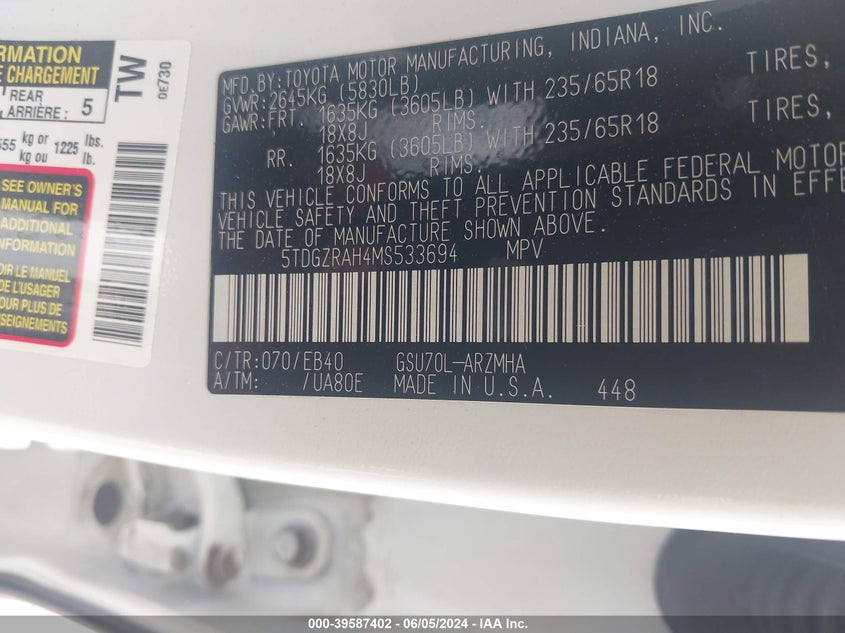 RMATION
E CHARGEMENT
REAR
ARRIÈRE : 5
555 kg or 1225 lbs.
kg ou lb.
SEE OWNER'S
MANUAL FOR
ADDITIONAL
INFORMATION
IR LE MANUEL
DE L'USAGER
POUR PLUS DE
SEIGNEMENTS
TW
0E730
MFD.BY:TOYOTA MOTOR MANUFACTURING, INDIANA, INC.
GVWR:2645KG (5830LB)
GAWR:FRT 1635KG (3605LB) WITH 235/65R18 TIRES,
18X8J RIMS.
RR. 1635KG (3605LB) WITH 235/65R18 TIRES,
18X8J RIMS.
THIS VEHICLE CONFORMS TO ALL APPLICABLE FEDERAL MOTOR
VEHICLE SAFETY AND THEFT PREVENTION STANDARDS IN EFFE
THE DATE OF MANUFACTURE SHOWN ABOVE.
5TDGZRAH4MS533694 MPV
C/TR:070/EB40 GSU70L-ARZMHA
A/TM: /UA80E MADE IN U.S.A. 448
000-39587402 - 06/05/2024 - IAA Inc.